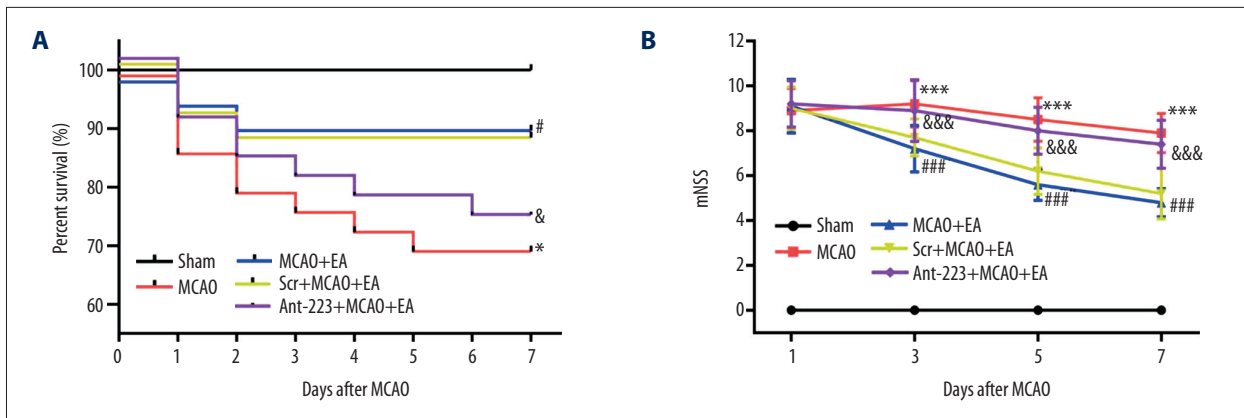 A
Percent survival (%)
100
90
80
70
60
0 1 2 3 4 5 6 7
Days after MCAO
#
&
*
Sham
MCAO
MCAO+EA
Scr+MCAO+EA
Ant-223+MCAO+EA
B
mNSS
12
10
8
6
4
2
0
1 3 5 7
Days after MCAO
*** *** ***
&&& &&& &&&
### ### ###
Sham
MCAO
MCAO+EA
Scr+MCAO+EA
Ant-223+MCAO+EA